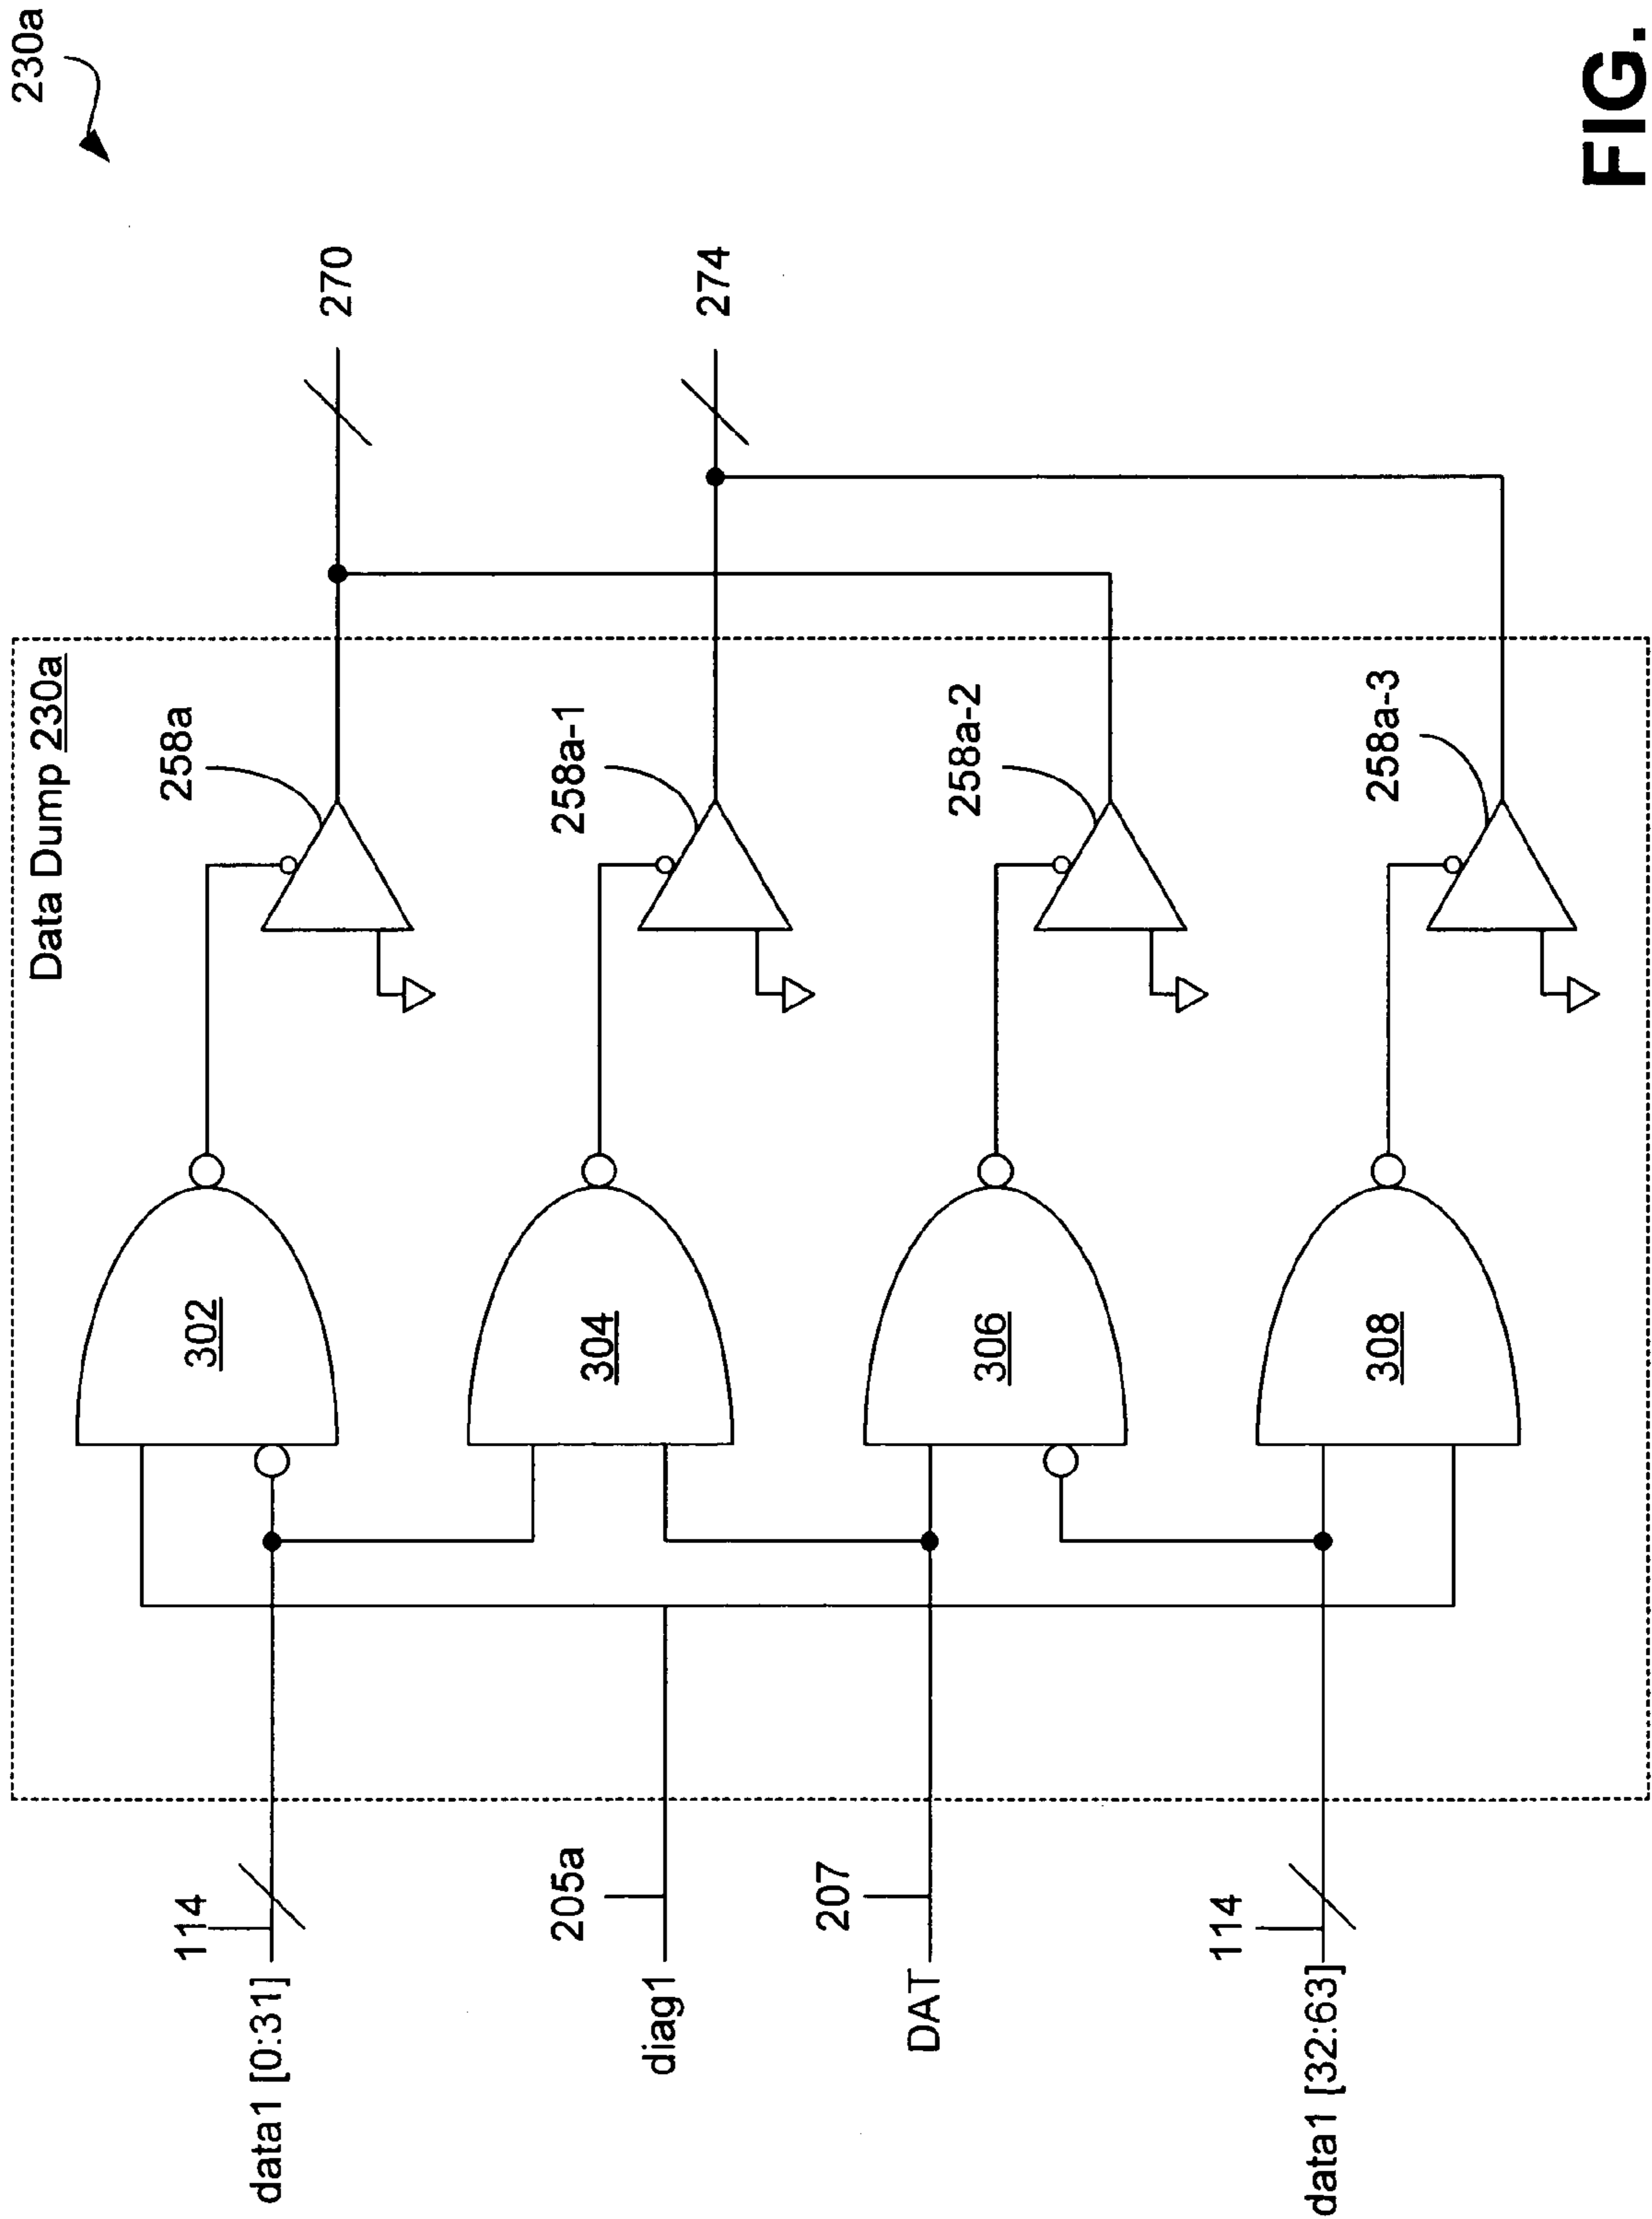 230a
Data Dump 230a
114
data1 [0:31]
302
258a
270
205a
diag1
304
258a-1
274
207
DAT
306
258a-2
114
data1 [32:63]
308
258a-3
FIG.